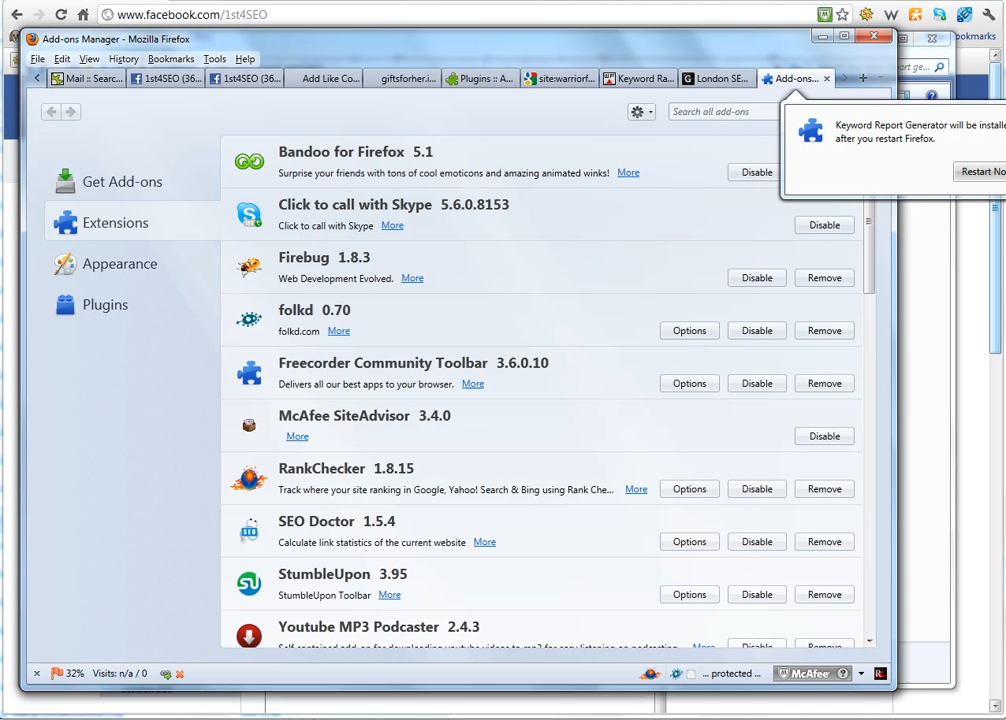 www.facebook.com/1st4SEO
Add-ons Manager - Mozilla Firefox
ookmarks
File Edit View History Bookmarks Tools Help
Mail :: Searc... 1st4SEO (36... 1st4SEO (36... Add Like Co... giftsforher.i... Plugins :: A... site:warriorf... Keyword Ra... London SE... Add-ons...
rt ge...
Search all add-ons
Keyword Report Generator will be installe
after you restart Firefox.
Restart No
Get Add-ons
Extensions
Appearance
Plugins
Bandoo for Firefox 5.1
Surprise your friends with tons of cool emoticons and amazing animated winks! More
Disable
Click to call with Skype 5.6.0.8153
Click to call with Skype More
Disable
Firebug 1.8.3
Web Development Evolved. More
Disable Remove
folkd 0.70
folkd.com More
Options Disable Remove
Freecorder Community Toolbar 3.6.0.10
Delivers all our best apps to your browser. More
Options Disable Remove
McAfee SiteAdvisor 3.4.0
More
Disable
RankChecker 1.8.15
Track where your site ranking in Google, Yahoo! Search & Bing using Rank Che... More
Options Disable Remove
SEO Doctor 1.5.4
Calculate link statistics of the current website More
Options Disable Remove
StumbleUpon 3.95
StumbleUpon Toolbar More
Options Disable Remove
Youtube MP3 Podcaster 2.4.3
32% Visits: n/a / 0
... protected ...
McAfee